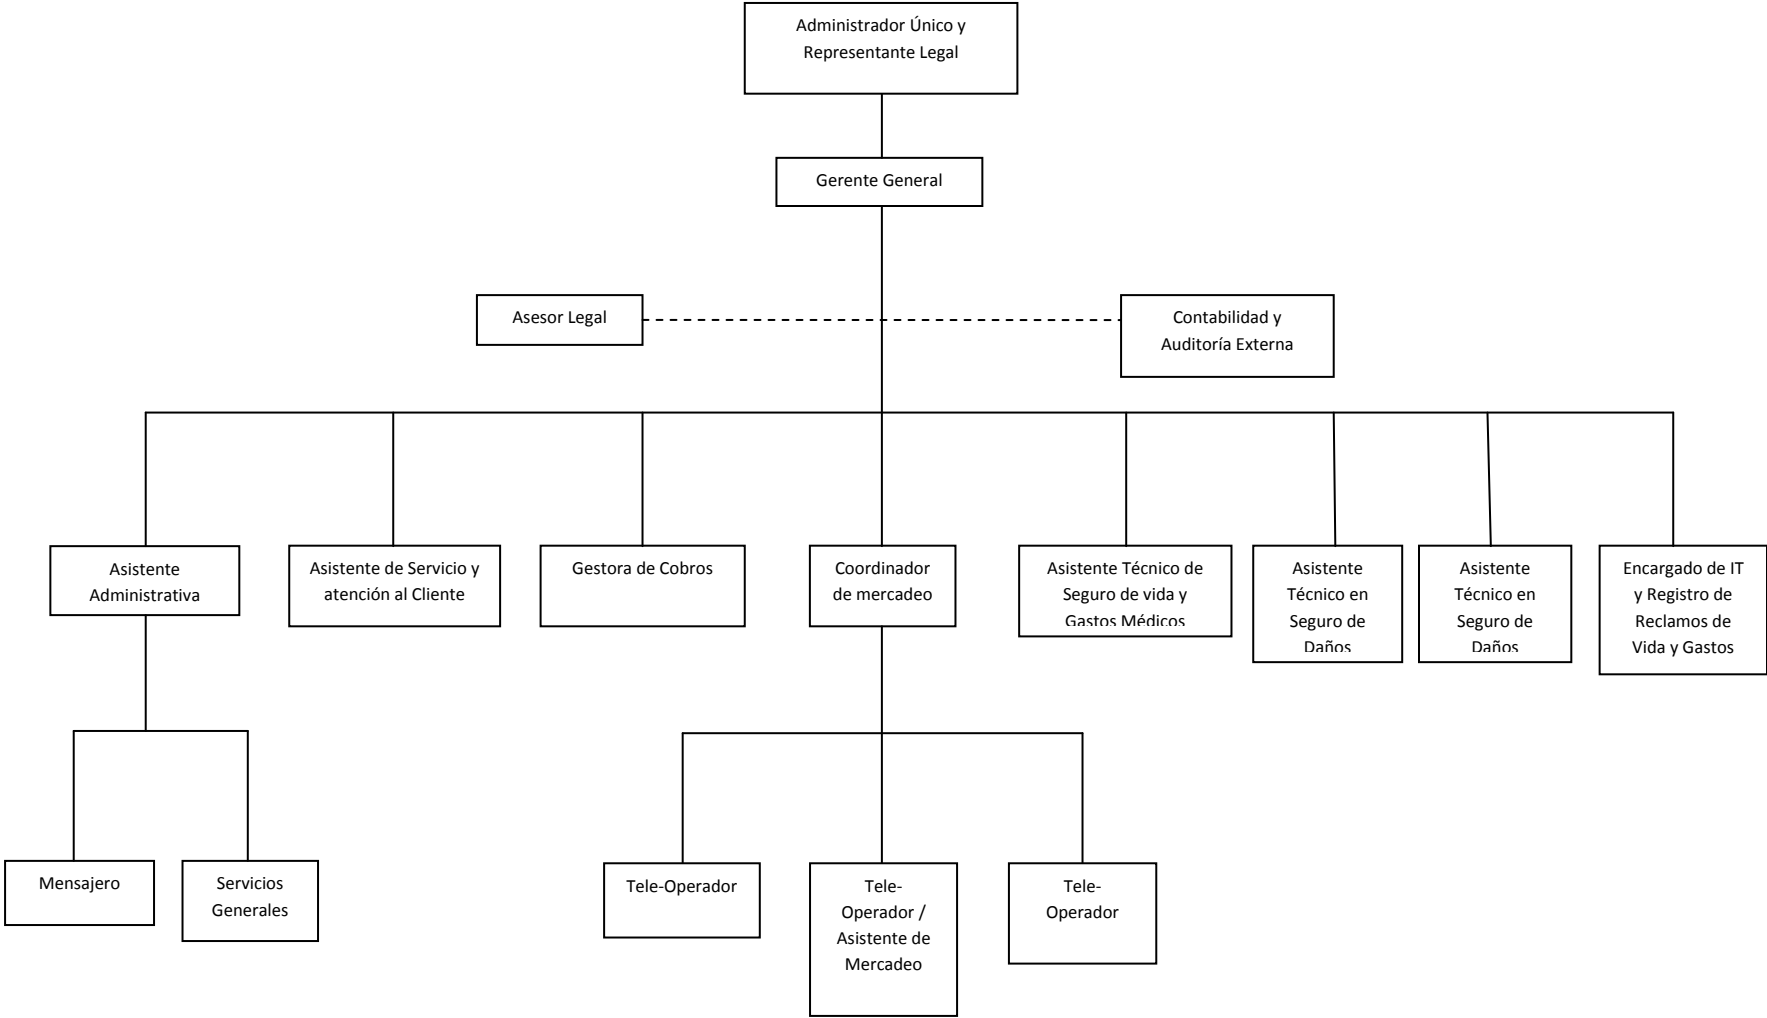 Administrador Único y
Representante Legal
Gerente General
Asesor Legal
Contabilidad y
Auditoría Externa
Asistente
Administrativa
Asistente de Servicio y
atención al Cliente
Gestora de Cobros
Coordinador
de mercadeo
Asistente Técnico de
Seguro de vida y
Gastos Médicos
Asistente
Técnico en
Seguro de
Daños
Asistente
Técnico en
Seguro de
Daños
Encargado de IT
y Registro de
Reclamos de
Vida y Gastos
Mensajero
Servicios
Generales
Tele-Operador
Tele-
Operador /
Asistente de
Mercadeo
Tele-
Operador